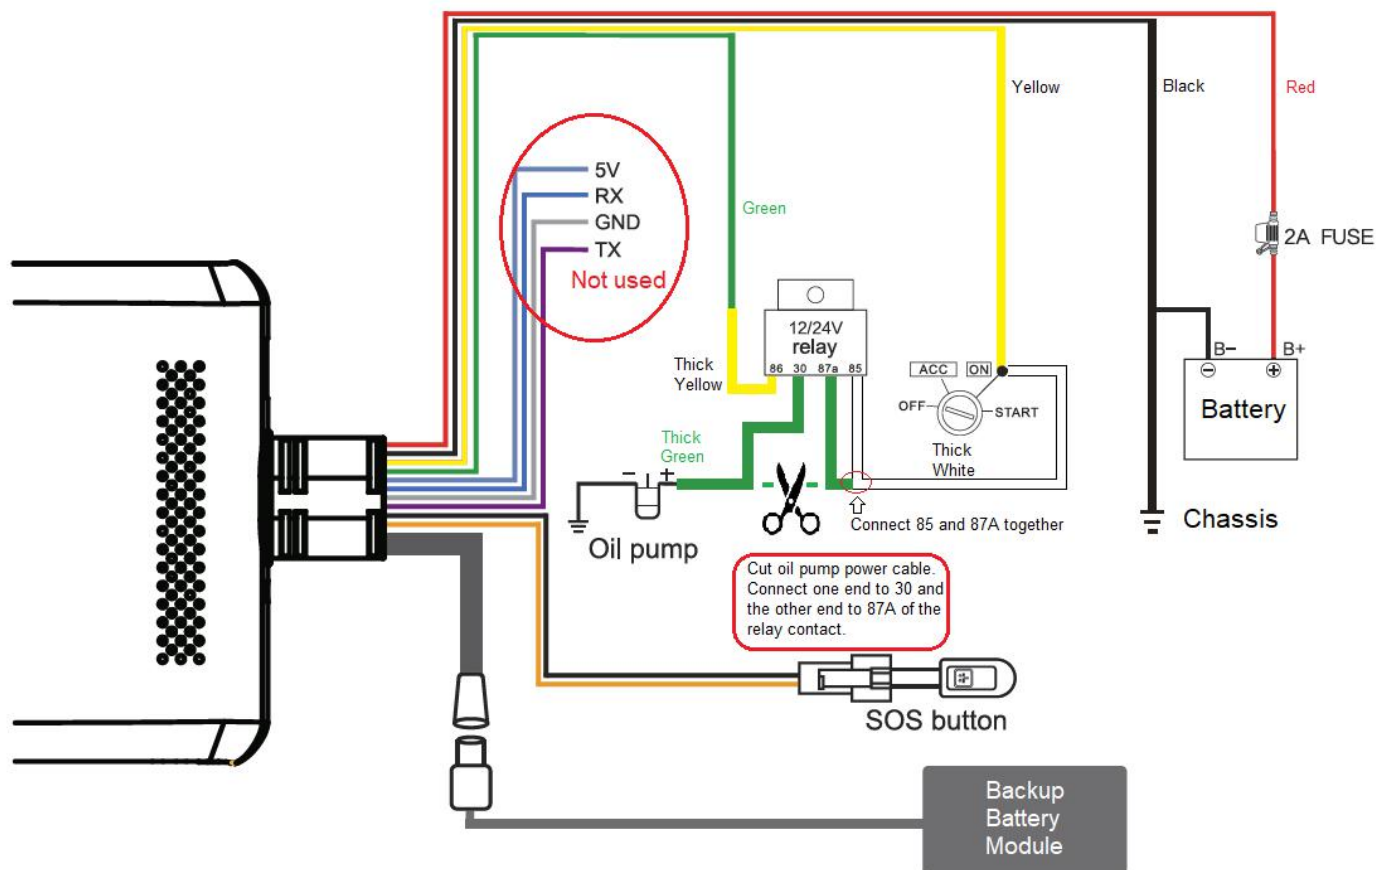 Yellow
Black
Red
5V
RX
GND
TX
Not used
Green
2A FUSE
12/24V
relay
86 30 87a 85
Thick
Yellow
ACC ON
OFF
START
B−
B+
Battery
Thick
Green
Thick
White
− +
Oil pump
Connect 85 and 87A together
Chassis
Cut oil pump power cable.
Connect one end to 30 and
the other end to 87A of the
relay contact.
SOS button
Backup
Battery
Module